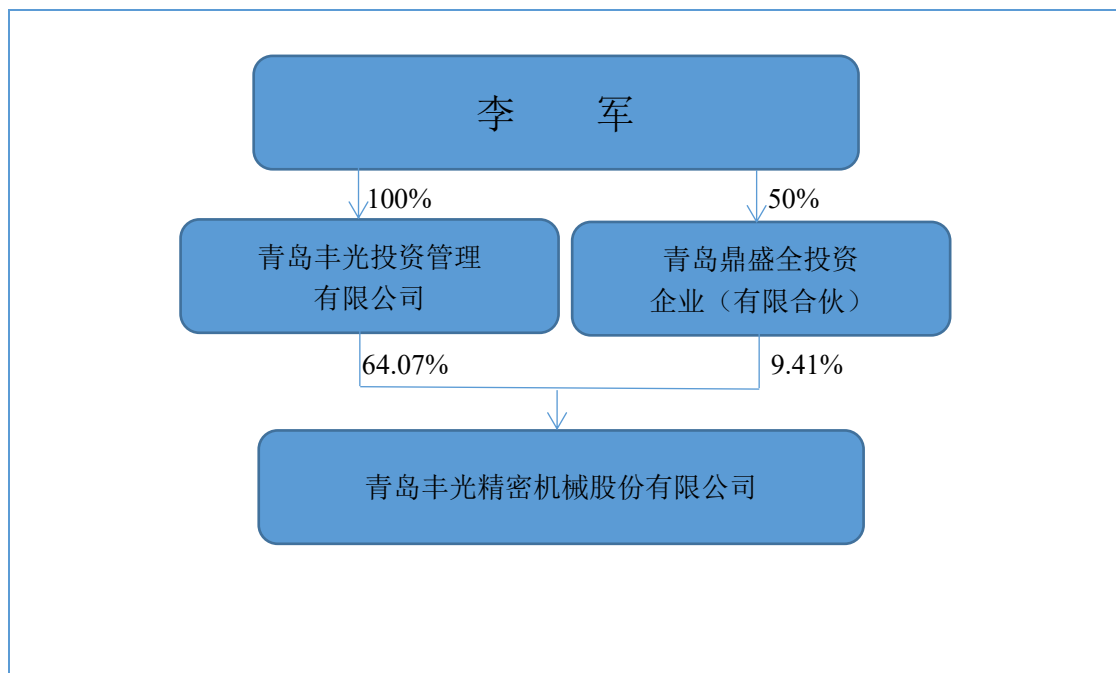 李 军
100%
50%
青岛丰光投资管理
有限公司
青岛鼎盛全投资
企业（有限合伙）
64.07%
9.41%
青岛丰光精密机械股份有限公司